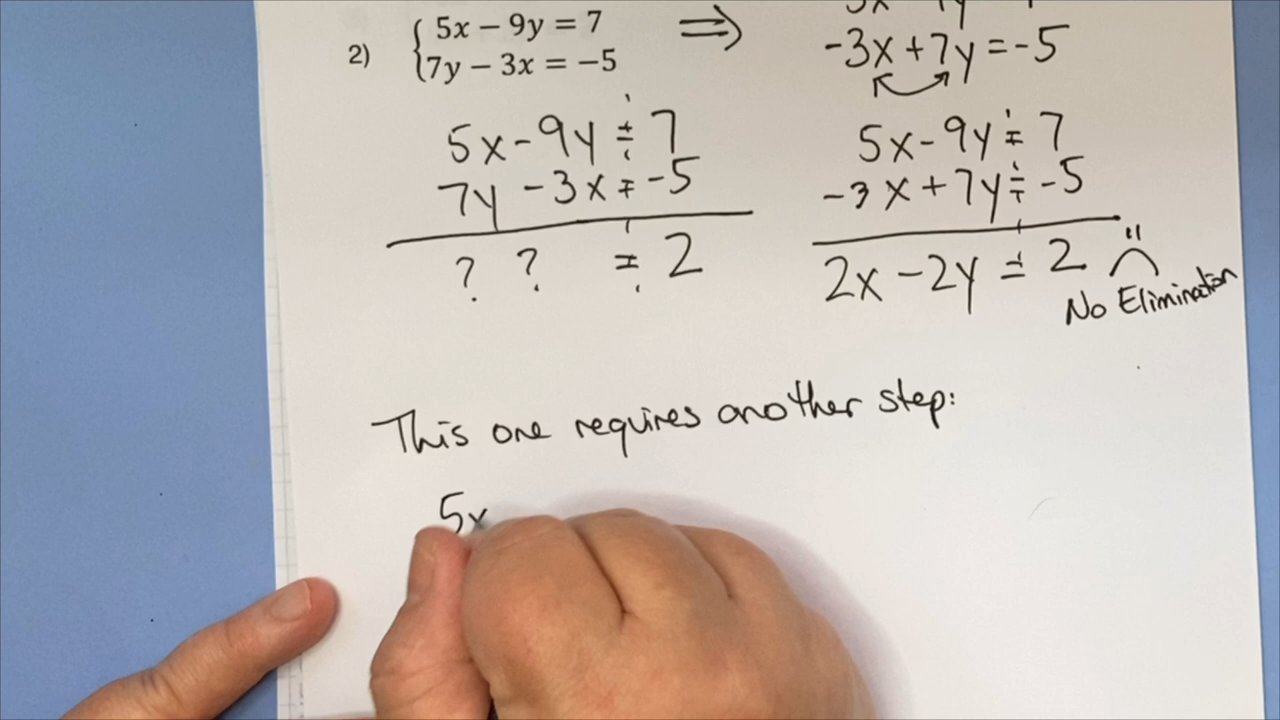 2) 5x − 9y = 7 ⟹
7y − 3x = −5
-3x + 7y = -5
5x - 9y = 7
7y - 3x = -5
? ? = 2
5x - 9y = 7
-3x + 7y = -5
2x - 2y = 2
No Elimination
This one requires another step:
5x